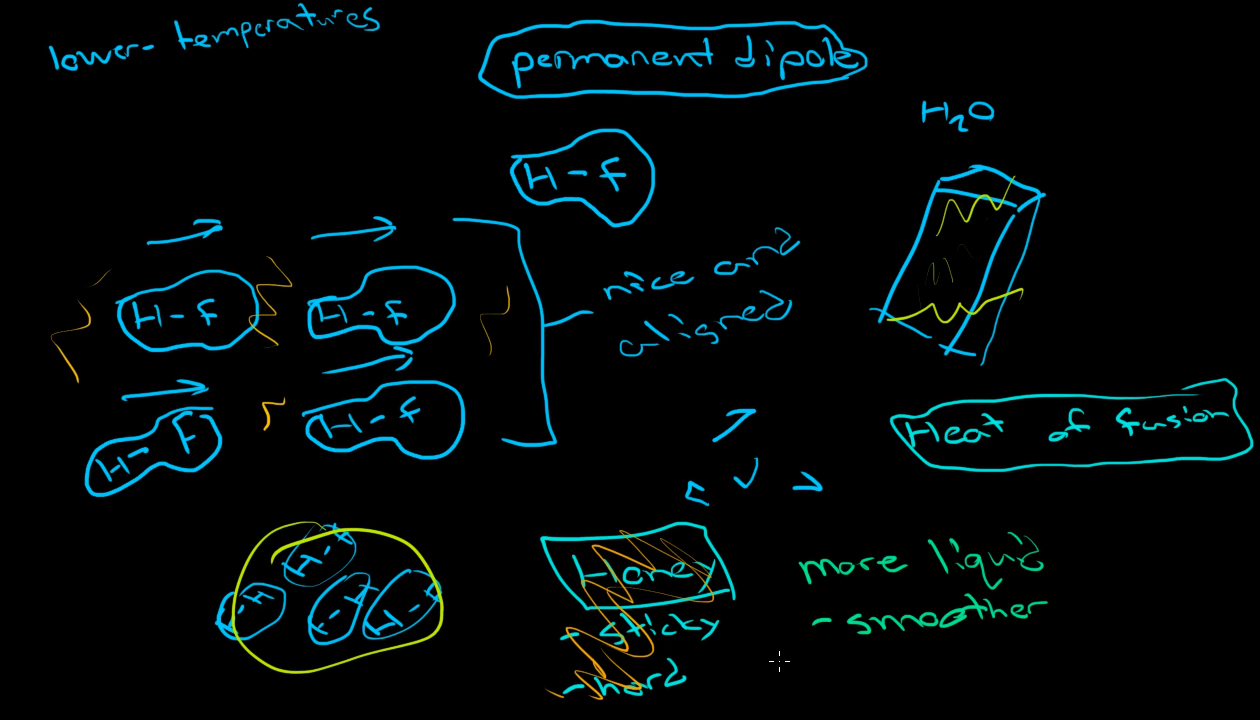 lower- temperatures
permanent dipole
H₂O
H-F
H-F H-F
nice and
aligned
H-F H-F
Heat of fusion
H-F
H-F H-F H-F
Honey
- sticky
- hard
more liquid
- smoother